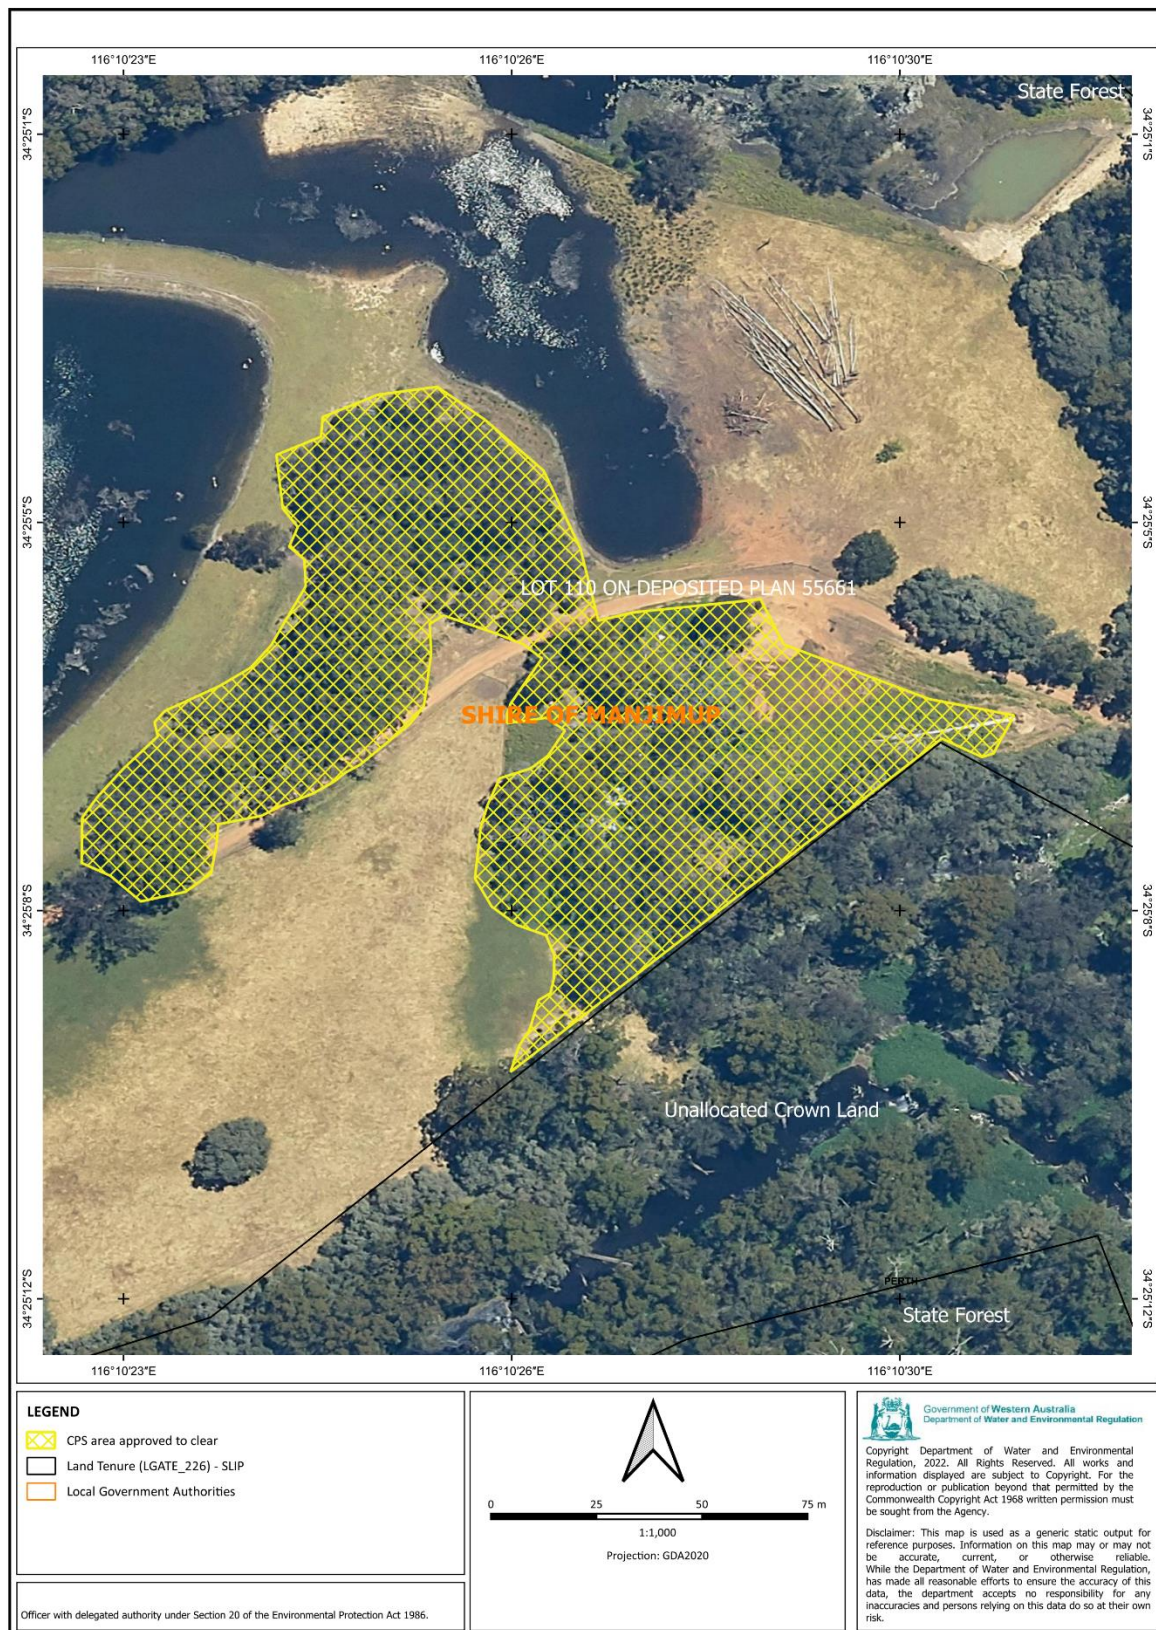 116°10'23"E 116°10'26"E 116°10'30"E
State Forest
34°25'1"S 34°25'1"S
34°25'5"S 34°25'5"S
LOT 110 ON DEPOSITED PLAN 55661
SHIRE OF MANJIMUP
34°25'8"S 34°25'8"S
Unallocated Crown Land
PERTH
34°25'12"S 34°25'12"S
State Forest
116°10'23"E 116°10'26"E 116°10'30"E
LEGEND
CPS area approved to clear
Land Tenure (LGATE_226) - SLIP
Local Government Authorities
Officer with delegated authority under Section 20 of the Environmental Protection Act 1986.
0 25 50 75 m
1:1,000
Projection: GDA2020
Government of Western Australia
Department of Water and Environmental Regulation
Copyright Department of Water and Environmental
Regulation, 2022. All Rights Reserved. All works and
information displayed are subject to Copyright. For the
reproduction or publication beyond that permitted by the
Commonwealth Copyright Act 1968 written permission must
be sought from the Agency.
Disclaimer: This map is used as a generic static output for
reference purposes. Information on this map may or may not
be accurate, current, or otherwise reliable.
While the Department of Water and Environmental Regulation,
has made all reasonable efforts to ensure the accuracy of this
data, the department accepts no responsibility for any
inaccuracies and persons relying on this data do so at their own
risk.